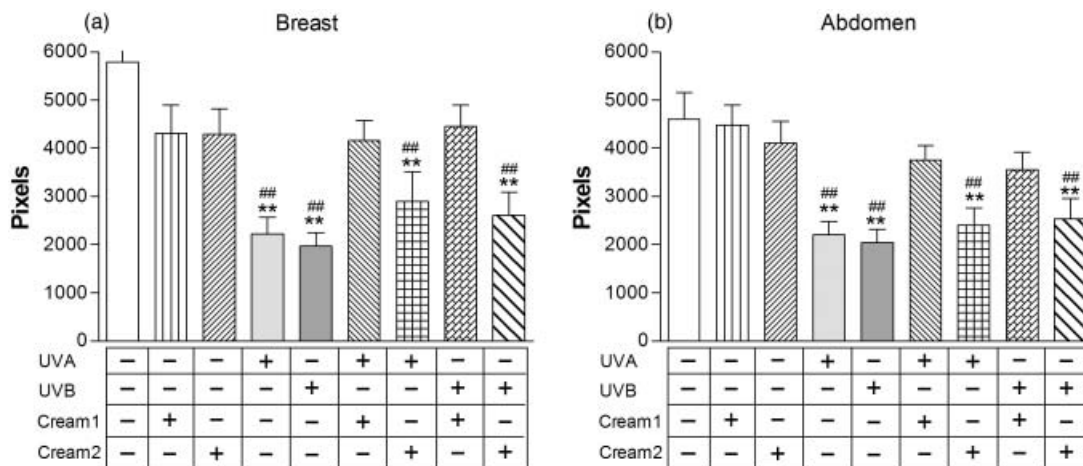 (a) Breast
6000
5000
4000
3000
2000
1000
0
Pixels
##
**
##
**
##
**
##
**
UVA − − − + − + + − −
UVB − − − − + − − + +
Cream1 − + − − − + − + −
Cream2 − − + − − − + − +
(b) Abdomen
6000
5000
4000
3000
2000
1000
0
Pixels
##
**
##
**
##
**
##
**
UVA − − − + − + + − −
UVB − − − − + − − + +
Cream1 − + − − − + − + −
Cream2 − − + − − − + − +